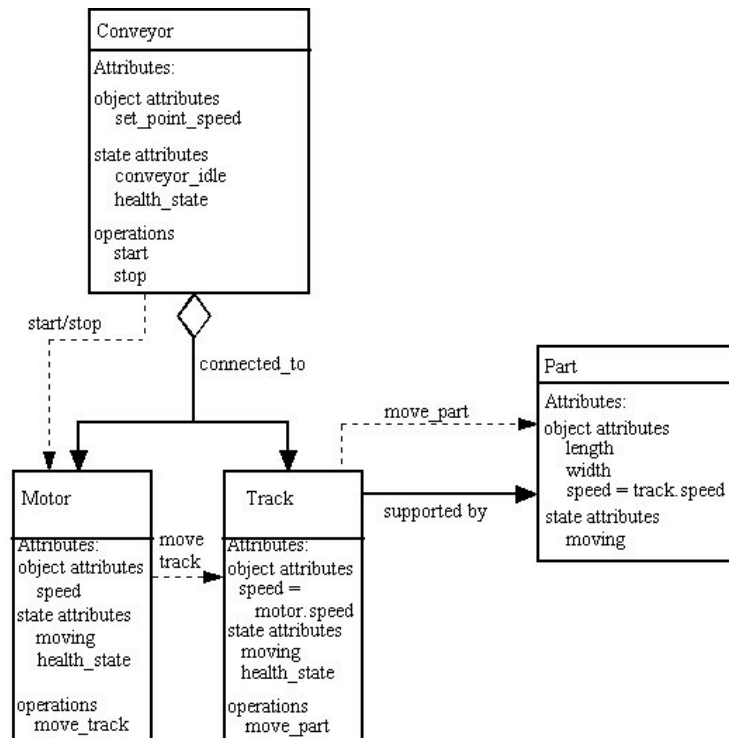 Conveyor
Attributes:
object attributes
set_point_speed
state attributes
conveyor_idle
health_state
operations
start
stop
start/stop
connected_to
Part
Attributes:
object attributes
length
width
speed = track.speed
state attributes
moving
move_part
supported by
Motor
Attributes:
object attributes
speed
state attributes
moving
health_state
operations
move_track
move
track
Track
Attributes:
object attributes
speed =
motor.speed
state attributes
moving
health_state
operations
move_part